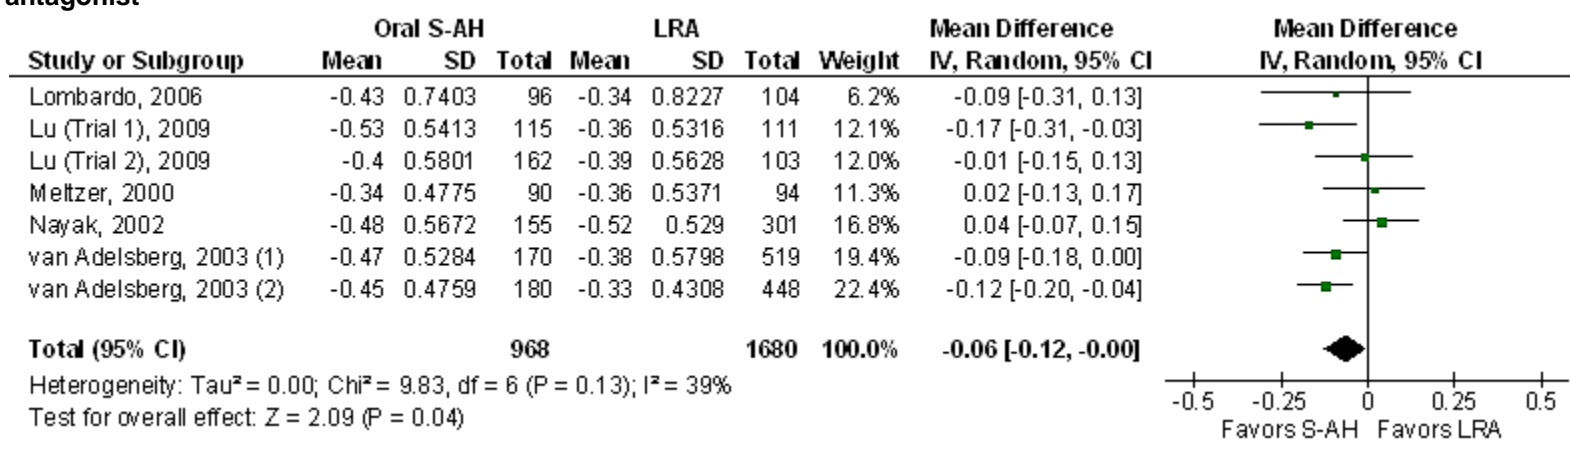 antagonist
Oral S-AH LRA Mean Difference Mean Difference
Study or Subgroup Mean SD Total Mean SD Total Weight IV, Random, 95% CI IV, Random, 95% CI
Lombardo, 2006 -0.43 0.7403 96 -0.34 0.8227 104 6.2% -0.09 [-0.31, 0.13]
Lu (Trial 1), 2009 -0.53 0.5413 115 -0.36 0.5316 111 12.1% -0.17 [-0.31, -0.03]
Lu (Trial 2), 2009 -0.4 0.5801 162 -0.39 0.5628 103 12.0% -0.01 [-0.15, 0.13]
Meltzer, 2000 -0.34 0.4775 90 -0.36 0.5371 94 11.3% 0.02 [-0.13, 0.17]
Nayak, 2002 -0.48 0.5672 155 -0.52 0.529 301 16.8% 0.04 [-0.07, 0.15]
van Adelsberg, 2003 (1) -0.47 0.5284 170 -0.38 0.5798 519 19.4% -0.09 [-0.18, 0.00]
van Adelsberg, 2003 (2) -0.45 0.4759 180 -0.33 0.4308 448 22.4% -0.12 [-0.20, -0.04]
Total (95% CI) 968 1680 100.0% -0.06 [-0.12, -0.00]
Heterogeneity: Tau² = 0.00; Chi² = 9.83, df = 6 (P = 0.13); I² = 39%
Test for overall effect: Z = 2.09 (P = 0.04)
-0.5 -0.25 0 0.25 0.5
Favors S-AH Favors LRA